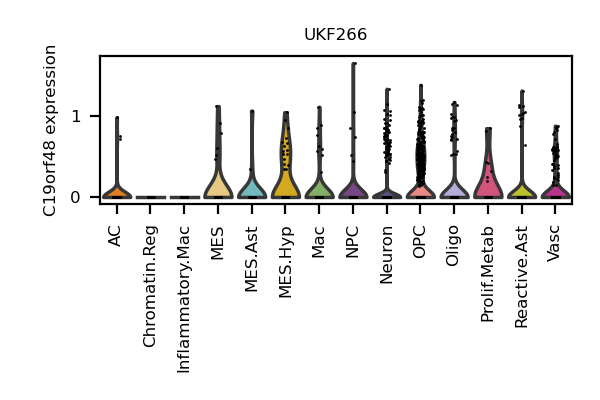 UKF266
C19orf48 expression
1
0
AC
Chromatin.Reg
Inflammatory.Mac
MES
MES.Ast
MES.Hyp
Mac
NPC
Neuron
OPC
Oligo
Prolif.Metab
Reactive.Ast
Vasc